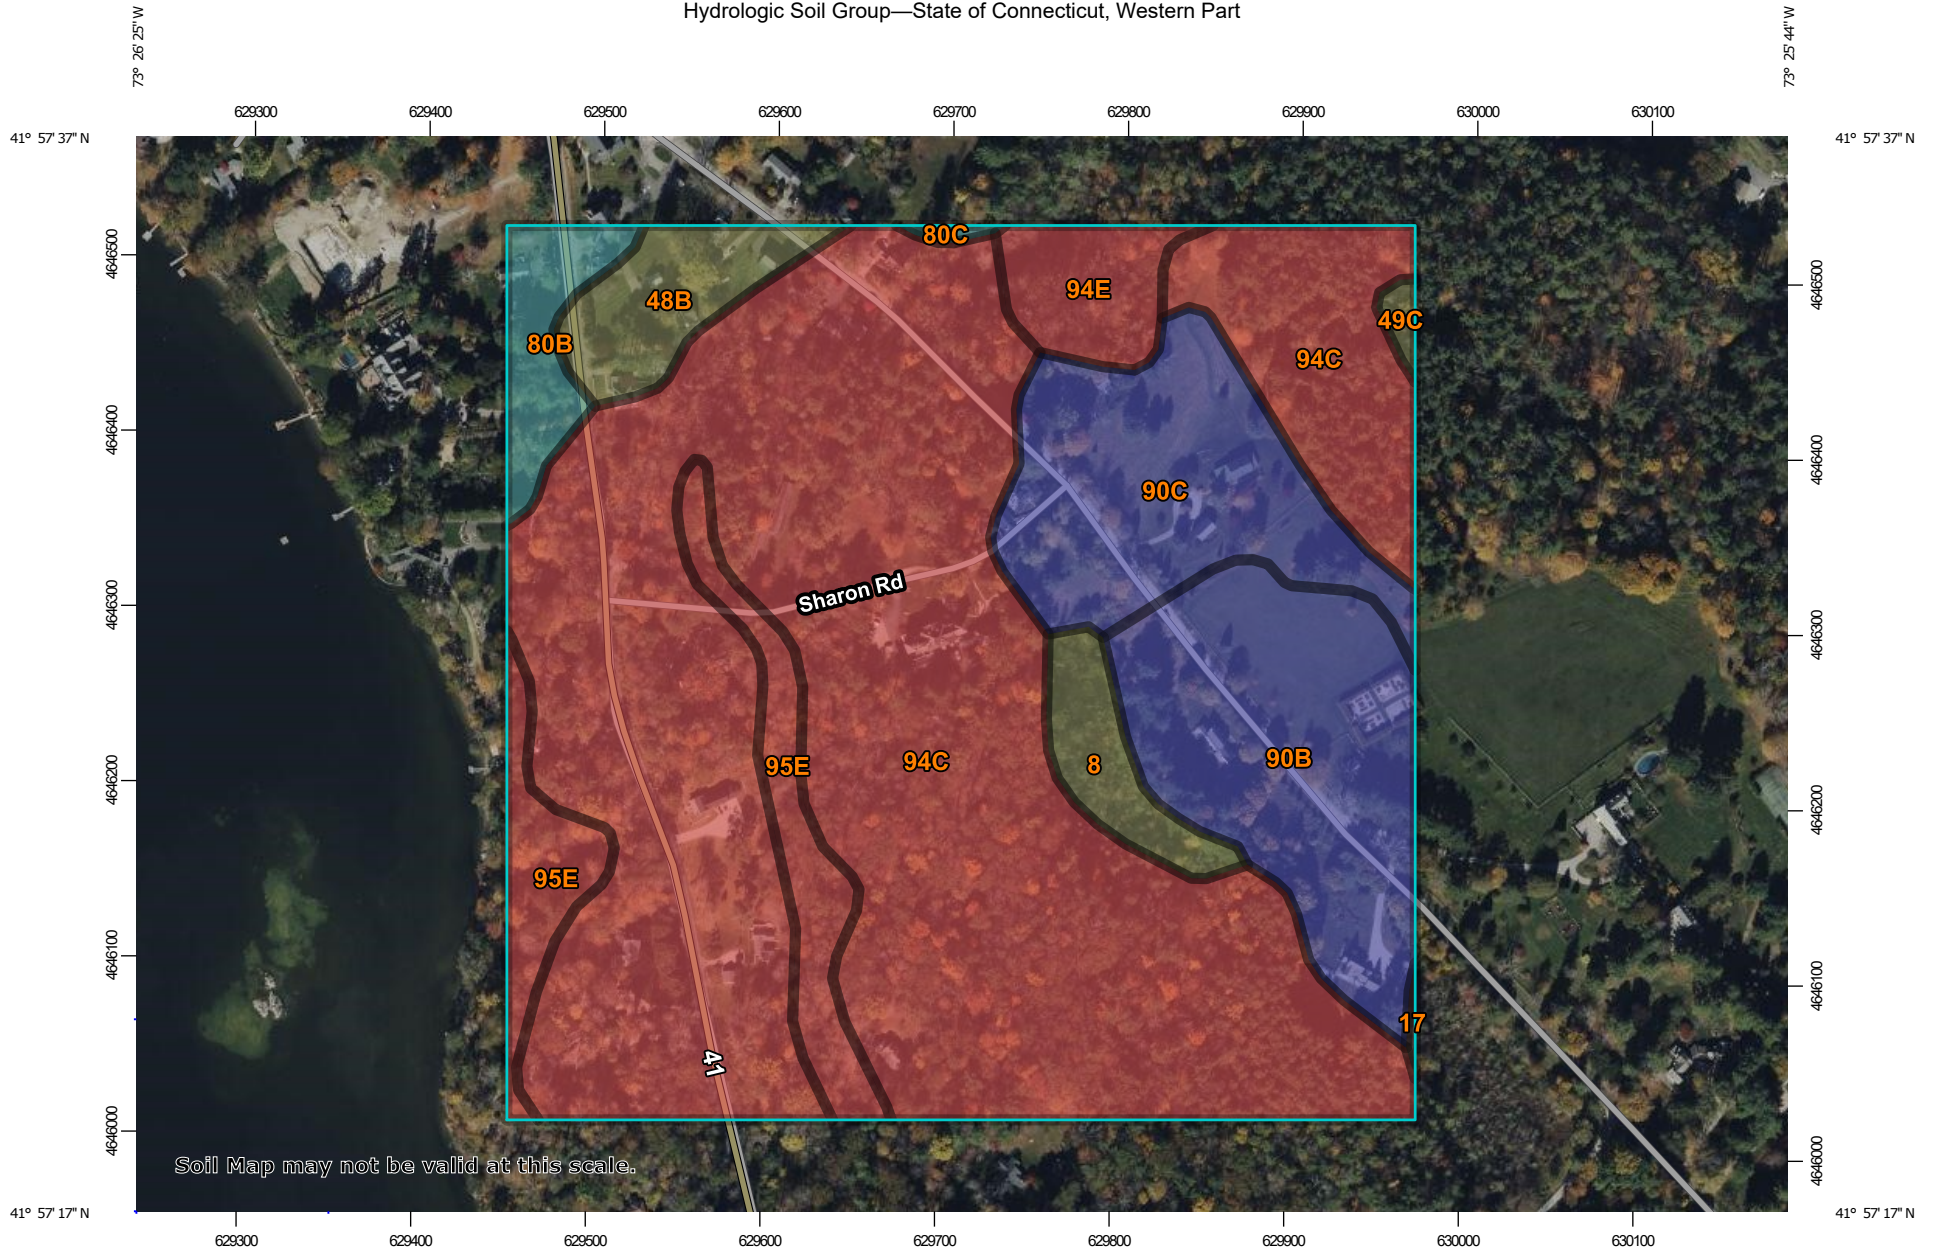 Hydrologic Soil Group—State of Connecticut, Western Part
73° 26' 25'' W
73° 25' 44'' W
629300 629400 629500 629600 629700 629800 629900 630000 630100
41° 57' 37'' N
41° 57' 37'' N
80C
4646500
94E
4646500
48B
49C
80B
94C
4646400
4646400
90C
Sharon Rd
4646300
4646300
95E
94C
8
90B
4646200
4646200
95E
4646100
4646100
17
41
4646000
4646000
Soil Map may not be valid at this scale.
41° 57' 17'' N
41° 57' 17'' N
629300 629400 629500 629600 629700 629800 629900 630000 630100